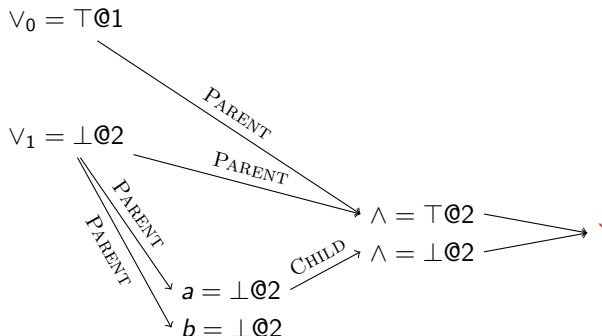 ∨₀ = ⊤@1
PARENT
∨₁ = ⊥@2
PARENT
PARENT
PARENT
∧ = ⊤@2
CHILD
∧ = ⊥@2
a = ⊥@2
b = ⊥@2